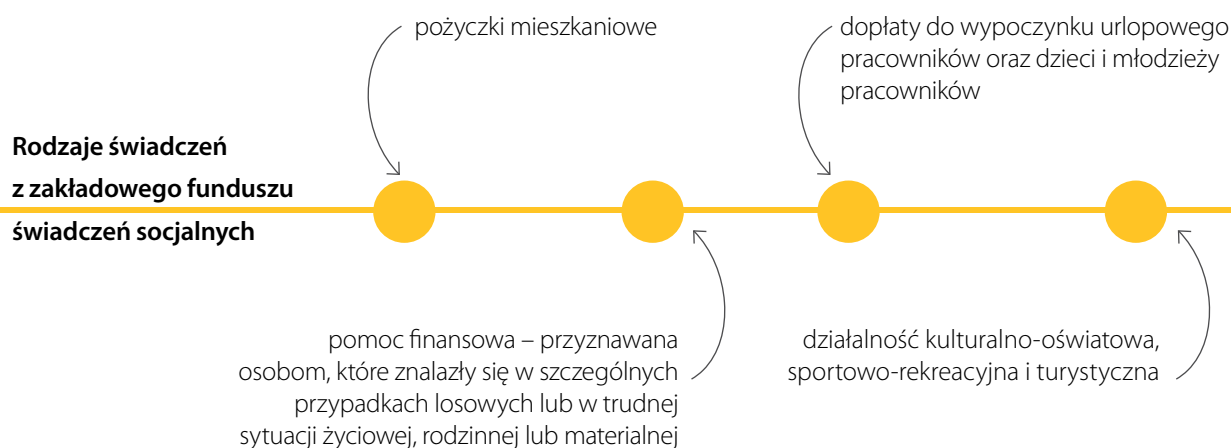 pożyczki mieszkaniowe
dopłaty do wypoczynku urlopowego
pracowników oraz dzieci i młodzieży
pracowników
Rodzaje świadczeń
z zakładowego funduszu
świadczeń socjalnych
pomoc finansowa – przyznawana
osobom, które znalazły się w szczególnych
przypadkach losowych lub w trudnej
sytuacji życiowej, rodzinnej lub materialnej
działalność kulturalno-oświatowa,
sportowo-rekreacyjna i turystyczna